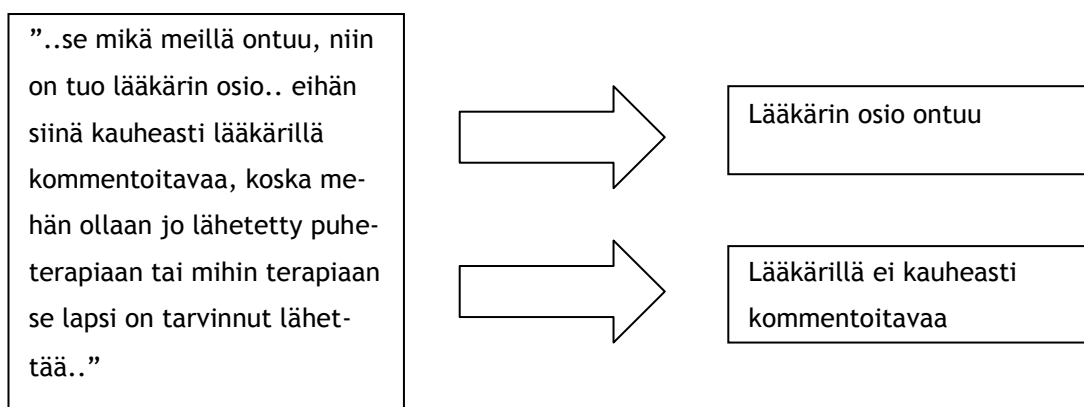 ”..se mikä meillä ontuu, niin
on tuo lääkärin osio.. eihän
siinä kauheasti lääkärillä
kommentoitavaa, koska me-
hän ollaan jo lähetetty puhe-
terapiaan tai mihin terapiaan
se lapsi on tarvinnut lähet-
tää..”
Lääkärin osio ontuu
Lääkärillä ei kauheasti
kommentoitavaa